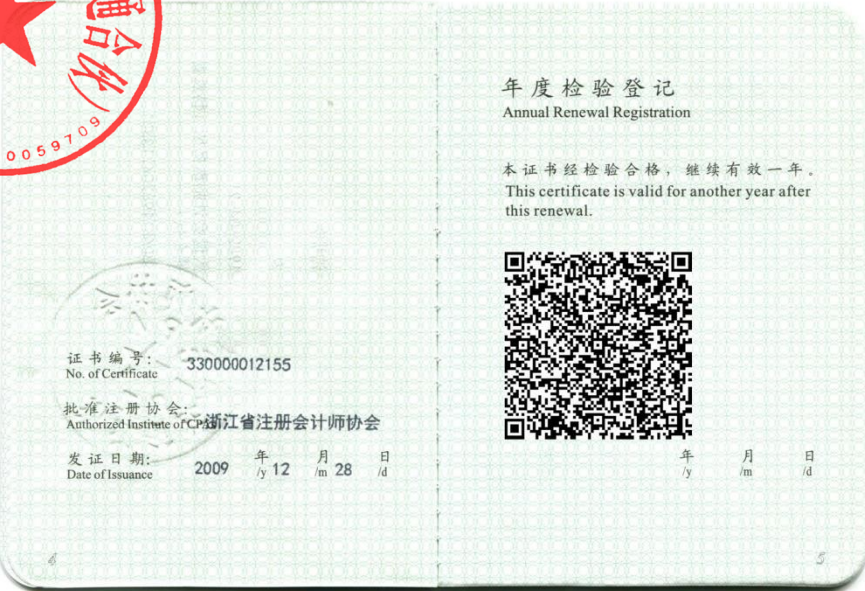 通合伙)
0059709
证书编号:
No. of Certificate
330000012155
批准注册协会:
Authorized Institute of CPAs
浙江省注册会计师协会
发证日期:
Date of Issuance
2009 年 /y 12 月 /m 28 日 /d
4
年度检验登记
Annual Renewal Registration
本证书经检验合格，继续有效一年。
This certificate is valid for another year after
this renewal.
年 月 日
/y /m /d
5